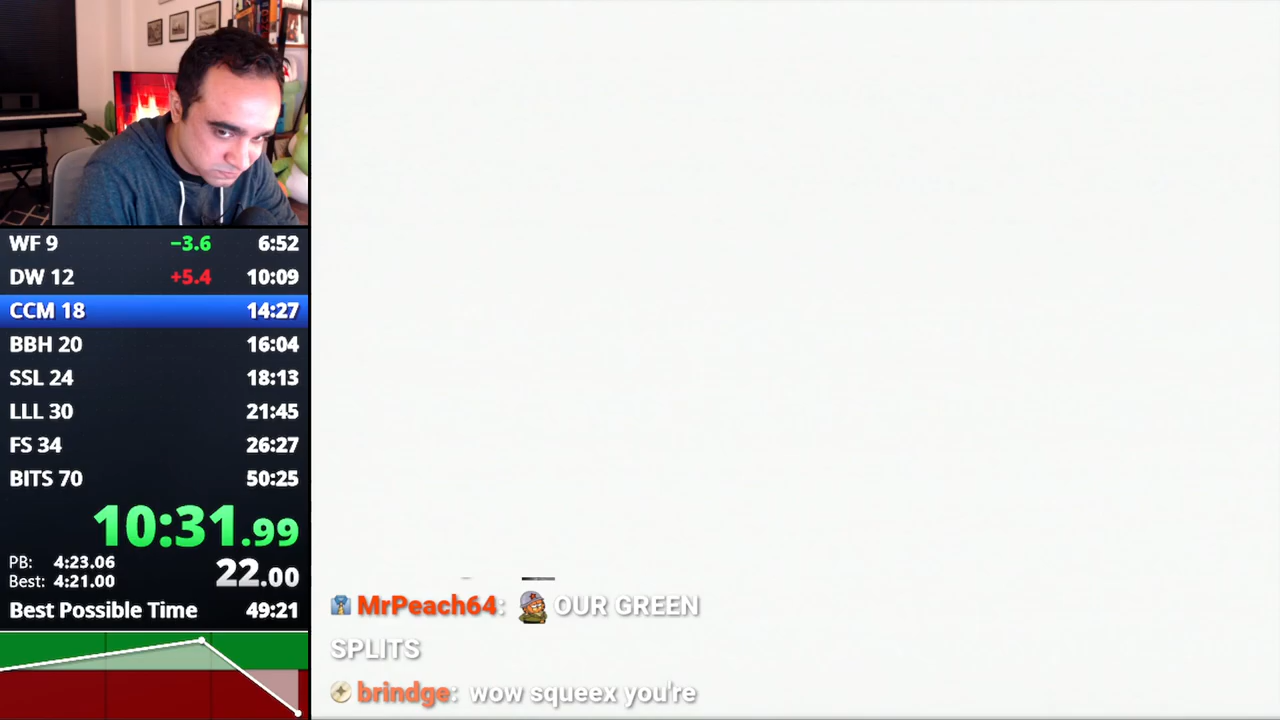 WF 9 −3.6 6:52
DW 12 +5.4 10:09
CCM 18 14:27
BBH 20 16:04
SSL 24 18:13
LLL 30 21:45
FS 34 26:27
BITS 70 50:25
10:31.99
PB: 4:23.06
Best: 4:21.00
22.00
Best Possible Time 49:21
MrPeach64: OUR GREEN
SPLITS
brindge: wow squeex you're